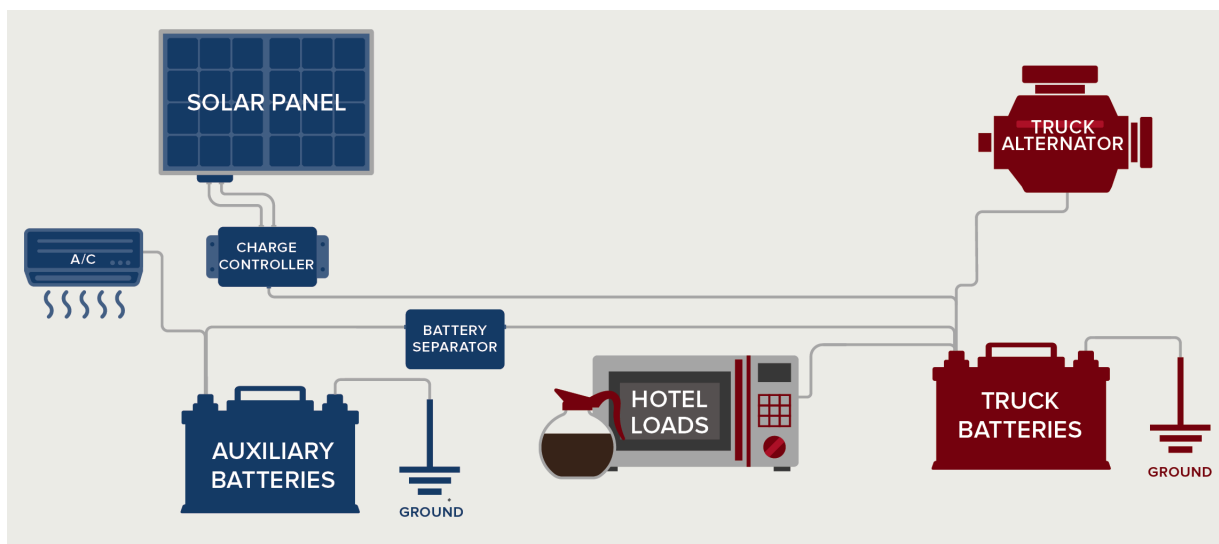 SOLAR PANEL
TRUCK
ALTERNATOR
A/C
CHARGE
CONTROLLER
BATTERY
SEPARATOR
HOTEL
LOADS
TRUCK
BATTERIES
GROUND
AUXILIARY
BATTERIES
GROUND